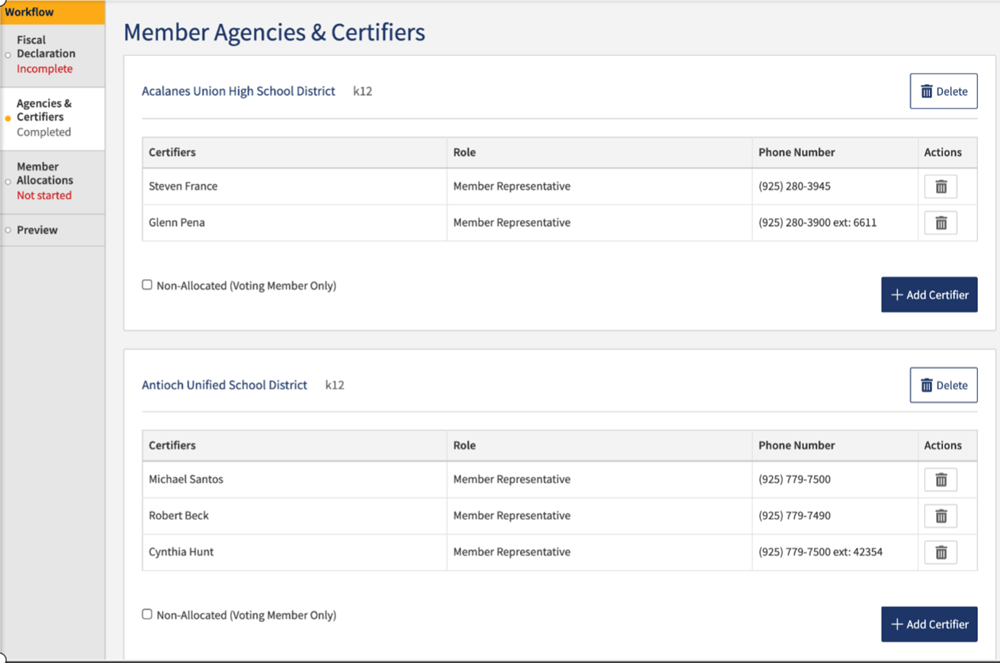 Workflow
Fiscal
Declaration
Incomplete
Agencies &
Certifiers
Completed
Member
Allocations
Not started
Preview
Member Agencies & Certifiers
Acalanes Union High School District k12
Delete
Certifiers Role Phone Number Actions
Steven France Member Representative (925) 280-3945
Glenn Pena Member Representative (925) 280-3900 ext: 6611
Non-Allocated (Voting Member Only)
+ Add Certifier
Antioch Unified School District k12
Delete
Certifiers Role Phone Number Actions
Michael Santos Member Representative (925) 779-7500
Robert Beck Member Representative (925) 779-7490
Cynthia Hunt Member Representative (925) 779-7500 ext: 42354
Non-Allocated (Voting Member Only)
+ Add Certifier